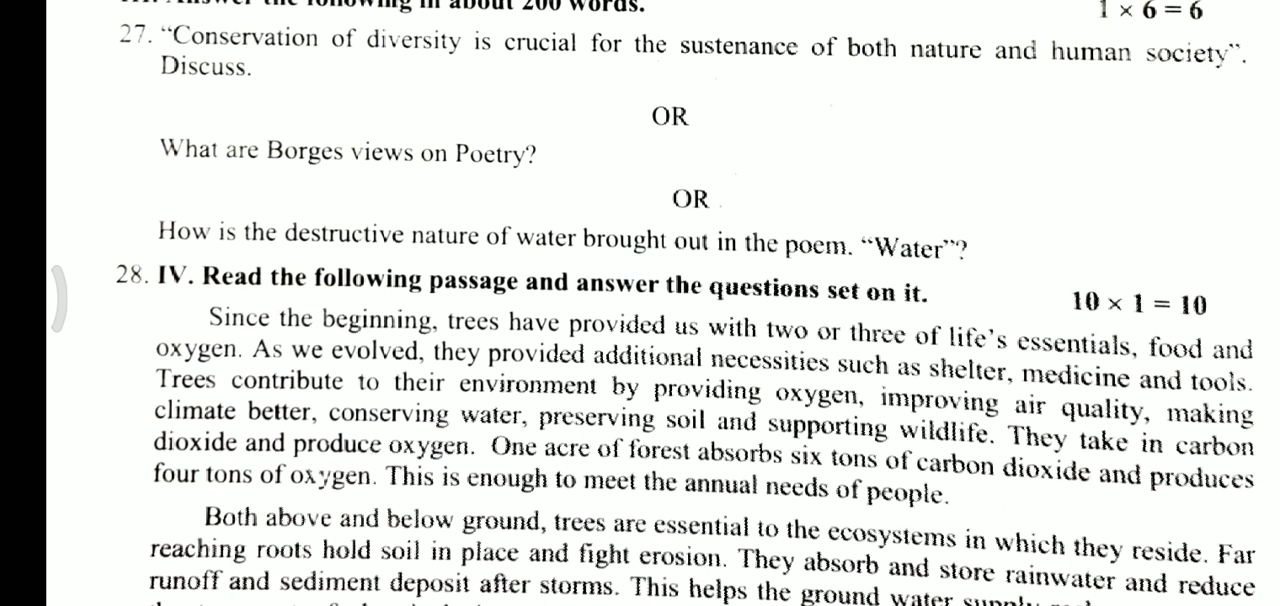 the following in about 200 words.
1 × 6 = 6
27. “Conservation of diversity is crucial for the sustenance of both nature and human society”.
Discuss.
OR
What are Borges views on Poetry?
OR
How is the destructive nature of water brought out in the poem. “Water”?
28. IV. Read the following passage and answer the questions set on it.
10 × 1 = 10
Since the beginning, trees have provided us with two or three of life’s essentials, food and
oxygen. As we evolved, they provided additional necessities such as shelter, medicine and tools.
Trees contribute to their environment by providing oxygen, improving air quality, making
climate better, conserving water, preserving soil and supporting wildlife. They take in carbon
dioxide and produce oxygen. One acre of forest absorbs six tons of carbon dioxide and produces
four tons of oxygen. This is enough to meet the annual needs of people.
Both above and below ground, trees are essential to the ecosystems in which they reside. Far
reaching roots hold soil in place and fight erosion. They absorb and store rainwater and reduce
runoff and sediment deposit after storms. This helps the ground water